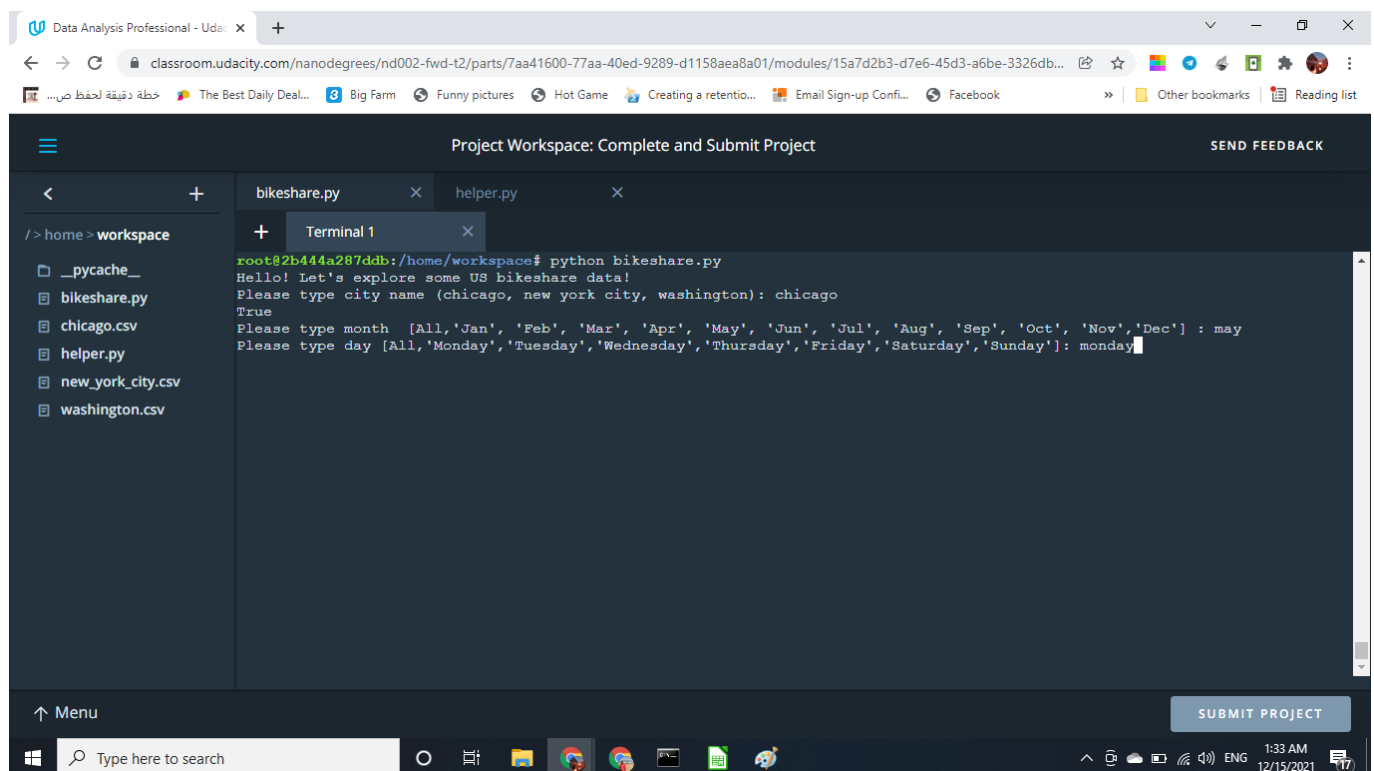 Data Analysis Professional - Udac
classroom.udacity.com/nanodegrees/nd002-fwd-t2/parts/7aa41600-77aa-40ed-9289-d1158aea8a01/modules/15a7d2b3-d7e6-45d3-a6be-3326db...
خطة دقيقة لحفظ ص... The Best Daily Deal... Big Farm Funny pictures Hot Game Creating a retentio... Email Sign-up Confi... Facebook » Other bookmarks Reading list
Project Workspace: Complete and Submit Project SEND FEEDBACK
bikeshare.py helper.py
/ > home > workspace
Terminal 1
__pycache__
bikeshare.py
chicago.csv
helper.py
new_york_city.csv
washington.csv
root@2b444a287ddb:/home/workspace# python bikeshare.py
Hello! Let's explore some US bikeshare data!
Please type city name (chicago, new york city, washington): chicago
True
Please type month  [All,'Jan', 'Feb', 'Mar', 'Apr', 'May', 'Jun', 'Jul', 'Aug', 'Sep', 'Oct', 'Nov','Dec'] : may
Please type day [All,'Monday','Tuesday','Wednesday','Thursday','Friday','Saturday','Sunday']: monday
Menu SUBMIT PROJECT
Type here to search ENG 1:33 AM
12/15/2021 17